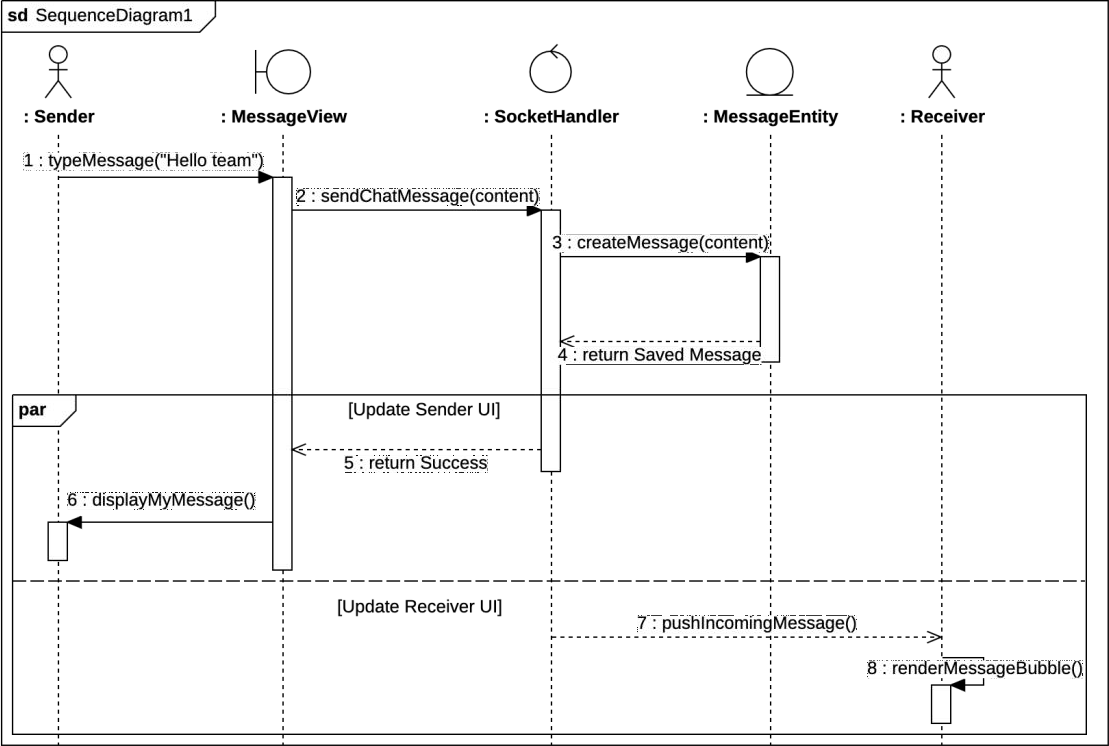 sd SequenceDiagram1
: Sender
: MessageView
: SocketHandler
: MessageEntity
: Receiver
1 : typeMessage("Hello team")
2 : sendChatMessage(content)
3 : createMessage(content)
4 : return Saved Message
par
[Update Sender UI]
5 : return Success
6 : displayMyMessage()
[Update Receiver UI]
7 : pushIncomingMessage()
8 : renderMessageBubble()